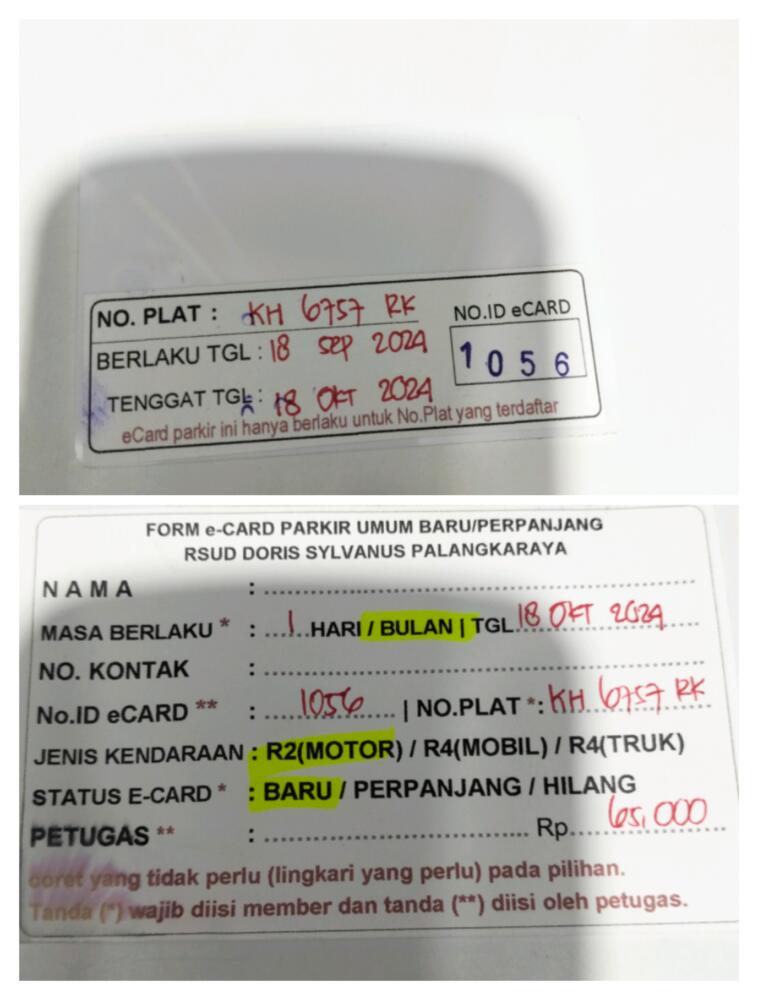 NO. PLAT : KH 6757 RK
NO.ID eCARD
BERLAKU TGL : 18 SEP 2024
1056
TENGGAT TGL : 18 OKT 2024
eCard parkir ini hanya berlaku untuk No.Plat yang terdaftar
FORM e-CARD PARKIR UMUM BARU/PERPANJANG
RSUD DORIS SYLVANUS PALANGKARAYA
NAMA : ..........
MASA BERLAKU * : ...1..HARI / BULAN | TGL.18 OKT 2024....
NO. KONTAK : ..........
No.ID eCARD ** : ....1056.... | NO.PLAT *: KH 6757 RK
JENIS KENDARAAN : R2(MOTOR) / R4(MOBIL) / R4(TRUK)
STATUS E-CARD * : BARU / PERPANJANG / HILANG
PETUGAS ** : .......... Rp....65.000..
coret yang tidak perlu (lingkari yang perlu) pada pilihan.
Tanda (*) wajib diisi member dan tanda (**) diisi oleh petugas.